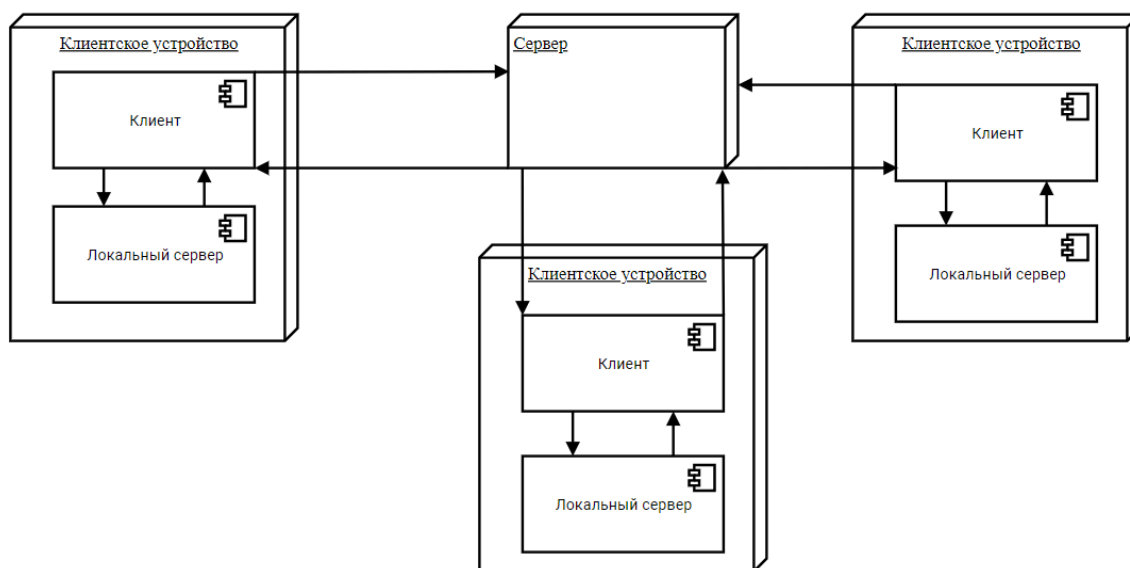 Клиентское устройство
Клиент
Локальный сервер
Сервер
Клиентское устройство
Клиент
Локальный сервер
Клиентское устройство
Клиент
Локальный сервер